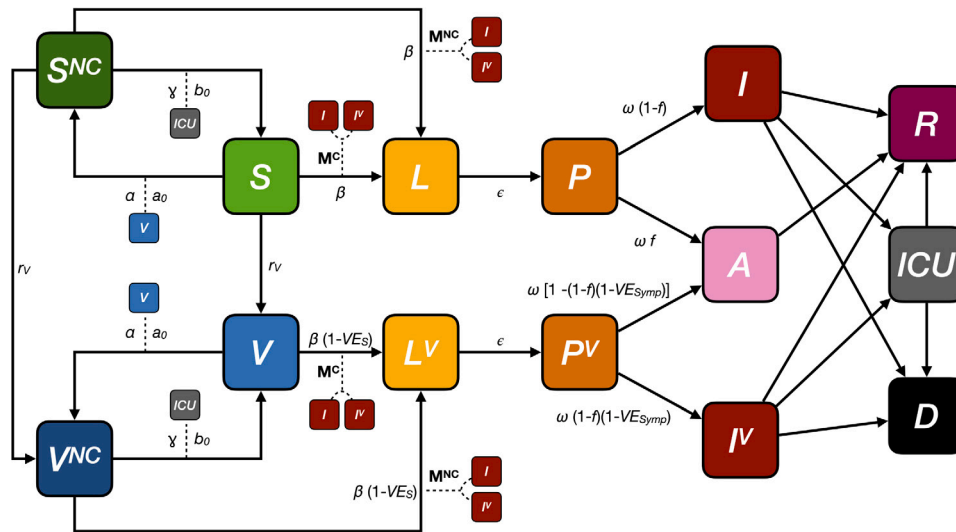 S^NC
ɣ b₀
ICU
β
M^NC
I
I^V
I
ω (1-f)
R
I I^V
M^C
S
β
L
ϵ
P
α a₀
V
ω f
A
ICU
r_V
r_V
V
α a₀
ω [1 -(1-f)(1-VE_Symp)]
V
β (1-VE_S)
M^C
I I^V
L^V
ϵ
P^V
ω (1-f)(1-VE_Symp)
I^V
D
ICU
ɣ b₀
V^NC
β (1-VE_S)
M^NC
I
I^V